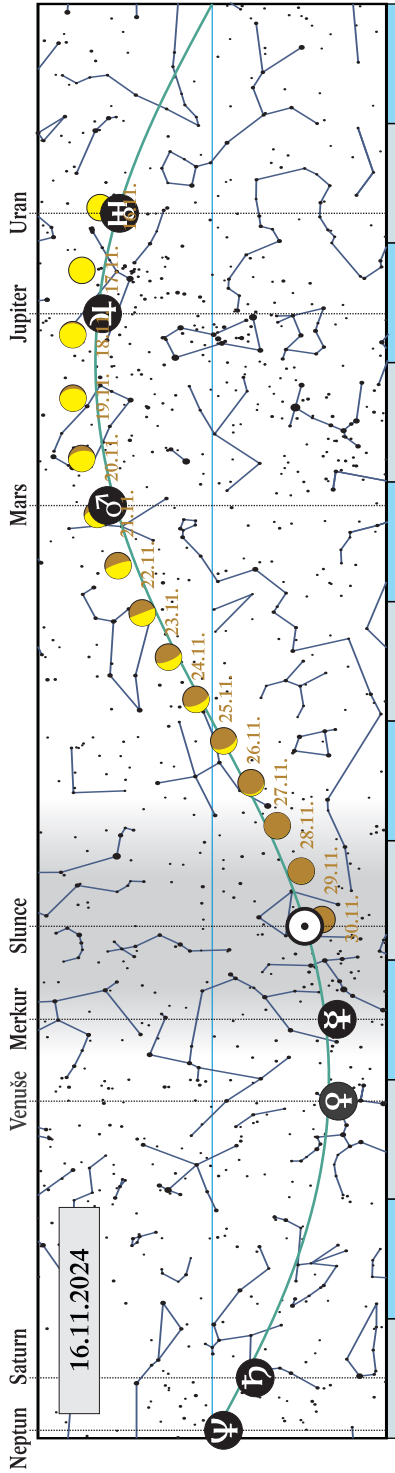 Neptun
Saturn
Venuše
Merkur
Slunce
Mars
Jupiter
Uran
16.11.2024
30.11.
29.11.
28.11.
27.11.
26.11.
25.11.
24.11.
23.11.
22.11.
21.11.
20.11.
19.11.
18.11.
17.11.
16.11.